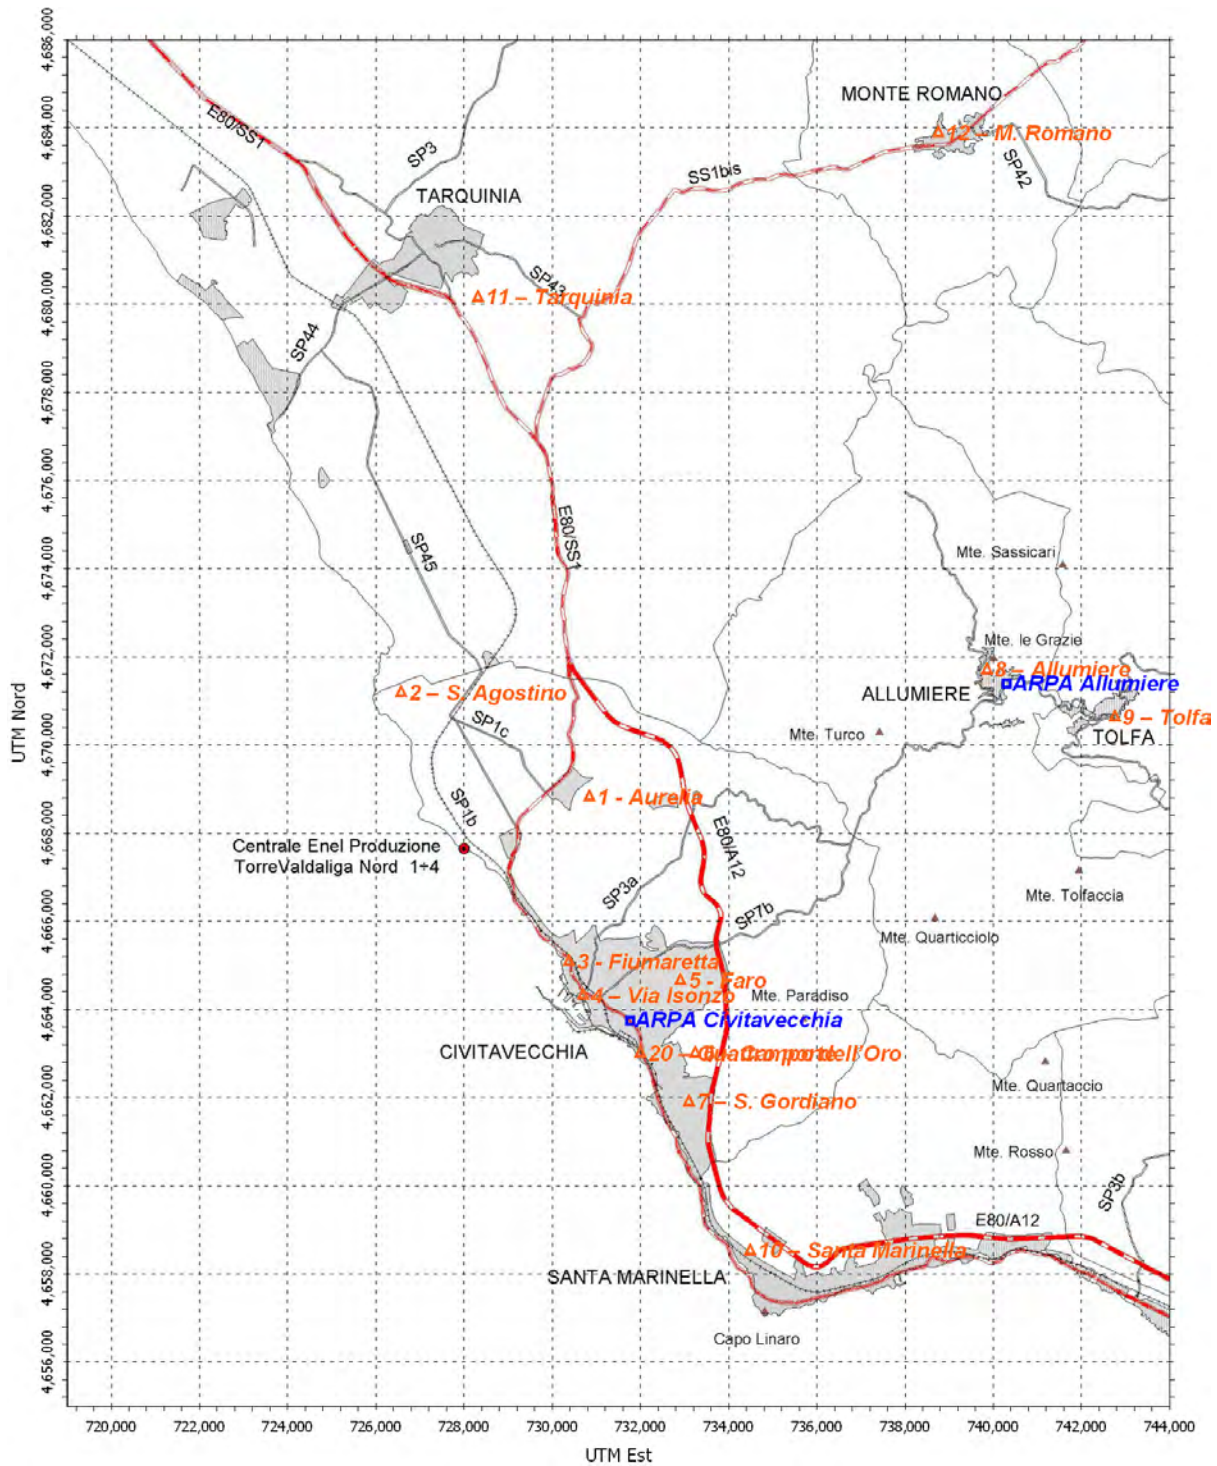 4,686,000
MONTE ROMANO
E80/SS1
4,684,000
12 – M. Romano
SP3
SS1bis
SP42
TARQUINIA
4,682,000
SP43
11 – Tarquinia
4,680,000
SP44
4,678,000
4,676,000
E80/SS1
SP45
Mte. Sassicari
4,674,000
Mte. le Grazie
4,672,000
8 – Allumiere
ARPA Allumiere
ALLUMIERE
2 – S. Agostino
9 – Tolfa
SP1c
Mte. Turco
TOLFA
4,670,000
UTM Nord
1 - Aurelia
SP1b
E80/A12
4,668,000
Centrale Enel Produzione
TorreValdaliga Nord 1÷4
SP3a
SP7b
Mte. Tolfaccia
4,666,000
Mte. Quarticciolo
3 - Fiumaretta
5 - Faro
4 – Via Isonzo
Mte. Paradiso
4,664,000
ARPA Civitavecchia
CIVITAVECCHIA
20 –
dell'Oro
Mte. Quartaccio
4,662,000
7 – S. Gordiano
Mte. Rosso
SP3b
4,660,000
E80/A12
10 – Santa Marinella
SANTA MARINELLA
4,658,000
Capo Linaro
4,656,000
720,000 722,000 724,000 726,000 728,000 730,000 732,000 734,000 736,000 738,000 740,000 742,000 744,000
UTM Est